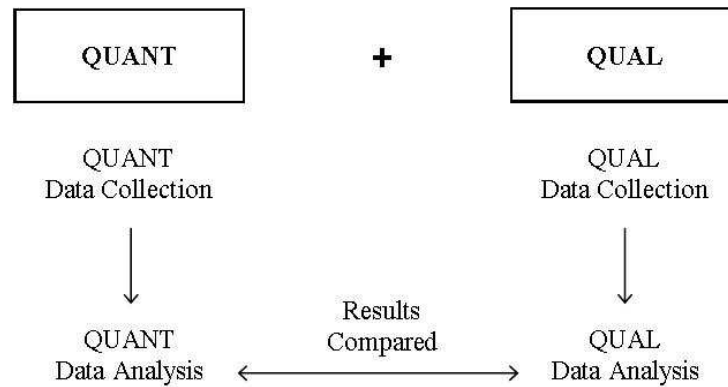 QUANT
+
QUAL
QUANT
Data Collection
QUAL
Data Collection
Results
Compared
QUANT
Data Analysis
QUAL
Data Analysis